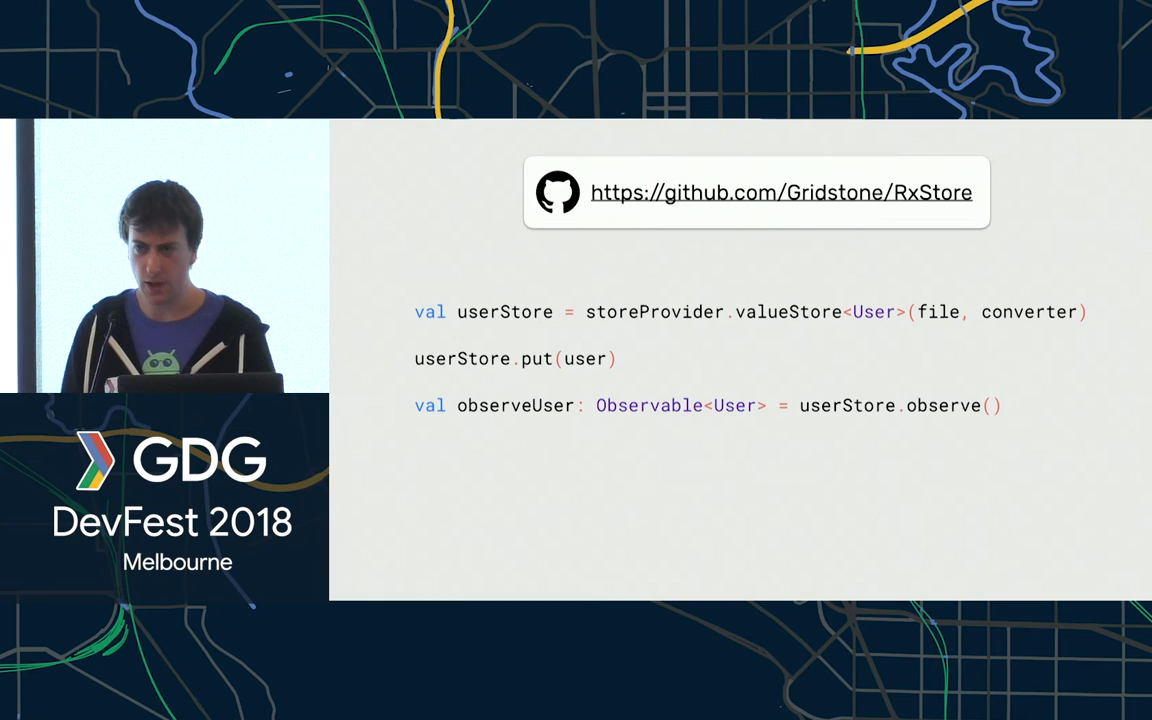 https://github.com/Gridstone/RxStore
val userStore = storeProvider.valueStore<User>(file, converter)
userStore.put(user)
val observeUser: Observable<User> = userStore.observe()
GDG
DevFest 2018
Melbourne